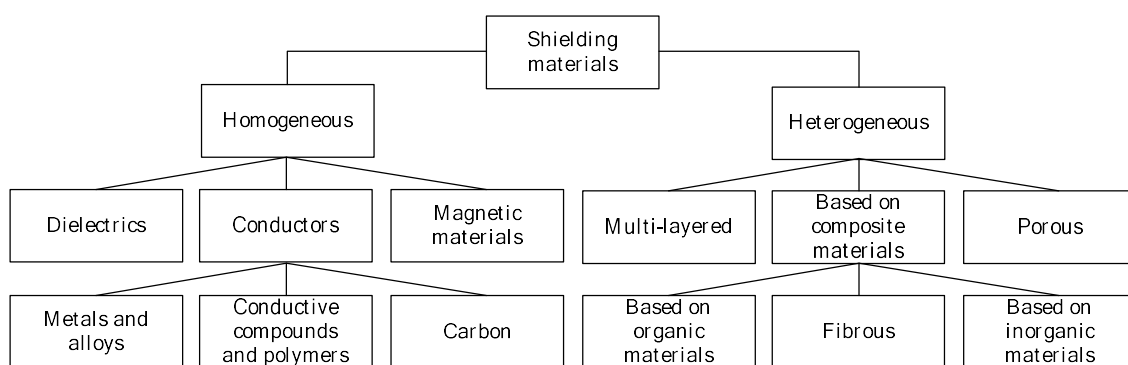 Shielding
materials
Homogeneous
Heterogeneous
Dielectrics
Conductors
Magnetic
materials
Multi-layered
Based on
composite
materials
Porous
Metals and
alloys
Conductive
compounds
and polymers
Carbon
Based on
organic
materials
Fibrous
Based on
inorganic
materials